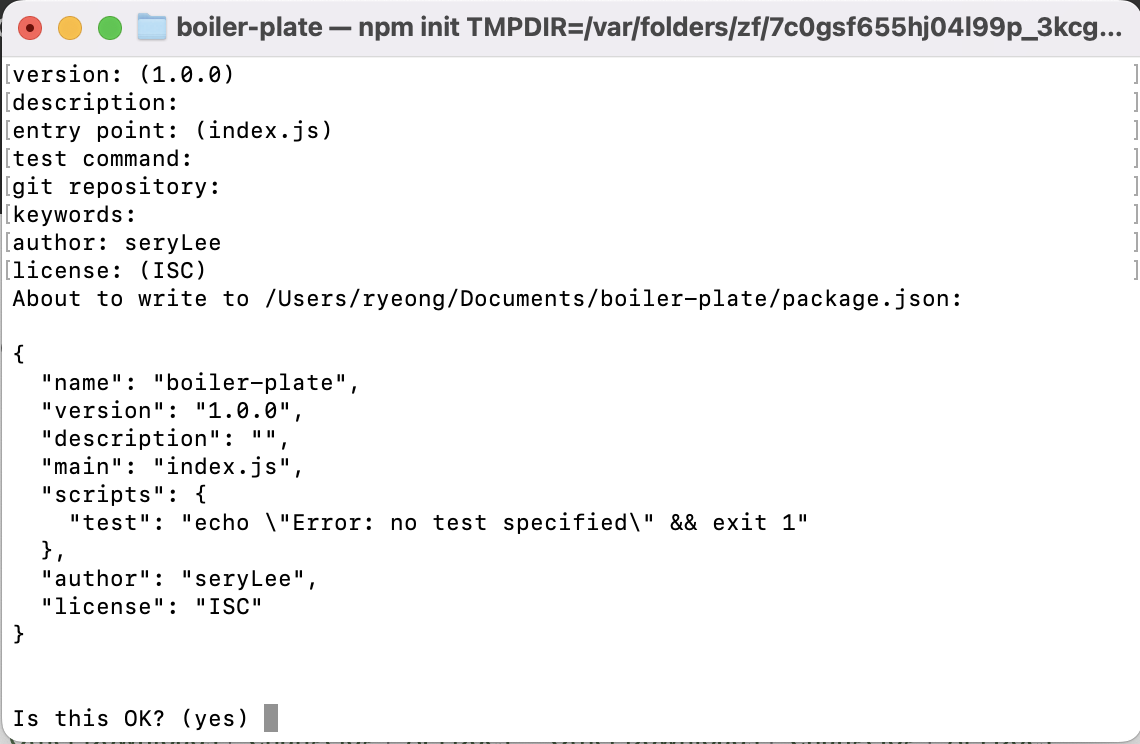 boiler-plate — npm init TMPDIR=/var/folders/zf/7c0gsf655hj04l99p_3kcg...
[version: (1.0.0) ]
[description: ]
[entry point: (index.js) ]
[test command: ]
[git repository: ]
[keywords: ]
[author: seryLee ]
[license: (ISC) ]
About to write to /Users/ryeong/Documents/boiler-plate/package.json:
{
  "name": "boiler-plate",
  "version": "1.0.0",
  "description": "",
  "main": "index.js",
  "scripts": {
    "test": "echo \"Error: no test specified\" && exit 1"
  },
  "author": "seryLee",
  "license": "ISC"
}
Is this OK? (yes)